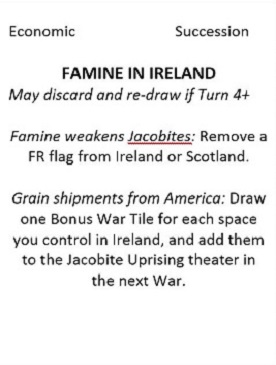 Economic Succession
FAMINE IN IRELAND
May discard and re-draw if Turn 4+
Famine weakens Jacobites: Remove a
FR flag from Ireland or Scotland.
Grain shipments from America: Draw
one Bonus War Tile for each space
you control in Ireland, and add them
to the Jacobite Uprising theater in
the next War.